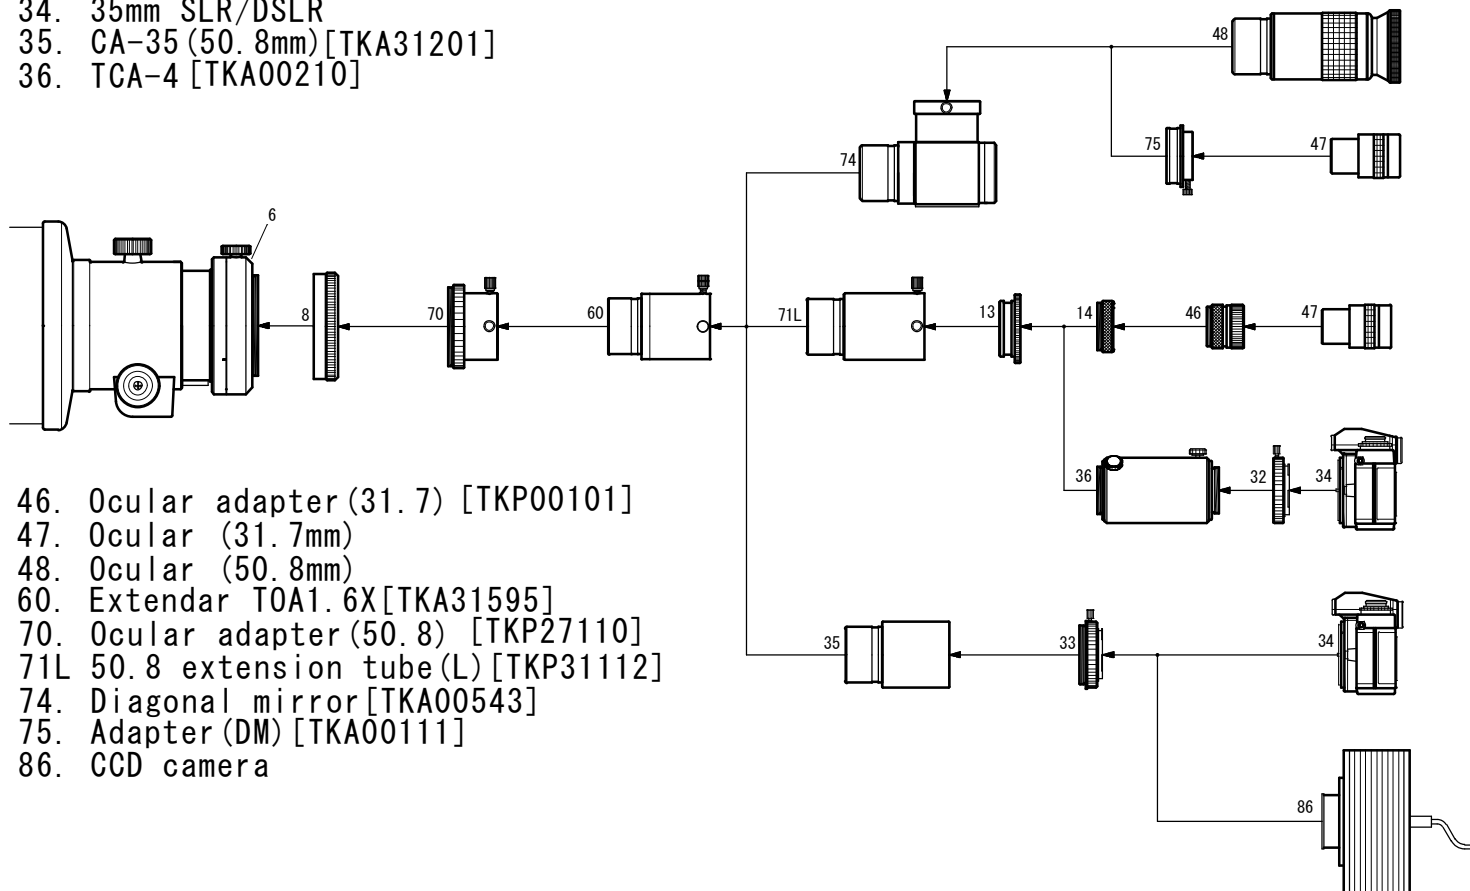 34. 35mm SLR/DSLR
35. CA-35(50.8mm)[TKA31201]
36. TCA-4[TKA00210]
48
75
47
74
6
8
70
60
71L
13
14
46
47
36
32
34
46. Ocular adapter(31.7)[TKP00101]
47. Ocular (31.7mm)
48. Ocular (50.8mm)
60. Extendar TOA1.6X[TKA31595]
70. Ocular adapter(50.8)[TKP27110]
71L 50.8 extension tube(L)[TKP31112]
74. Diagonal mirror[TKA00543]
75. Adapter(DM)[TKA00111]
86. CCD camera
35
33
34
86